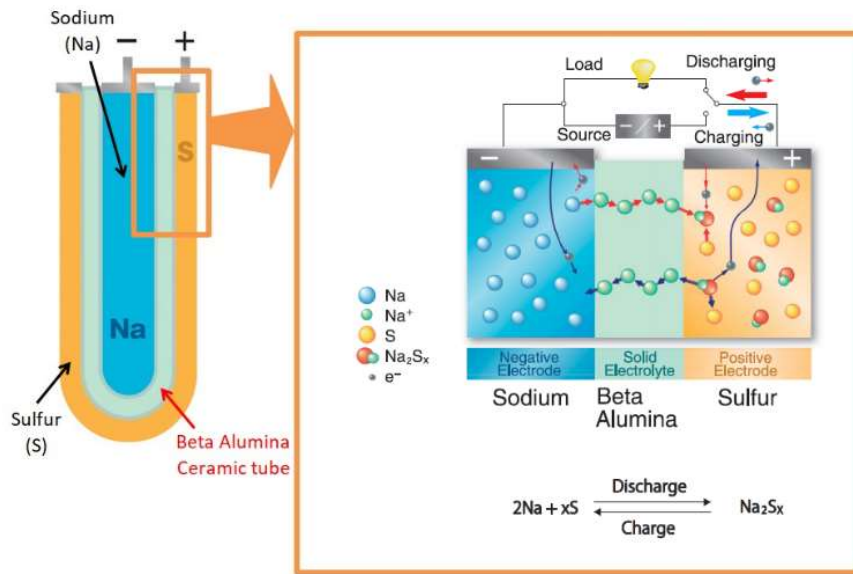 Sodium
(Na)
− +
S
Na
Sulfur
(S)
Beta Alumina
Ceramic tube
Load
Discharging
Source
− / +
Charging
− +
Na
Na⁺
S
Na₂Sₓ
e⁻
Negative
Electrode
Solid
Electrolyte
Positive
Electrode
Sodium
Beta
Alumina
Sulfur
2Na + xS
Discharge
Charge
Na₂Sₓ